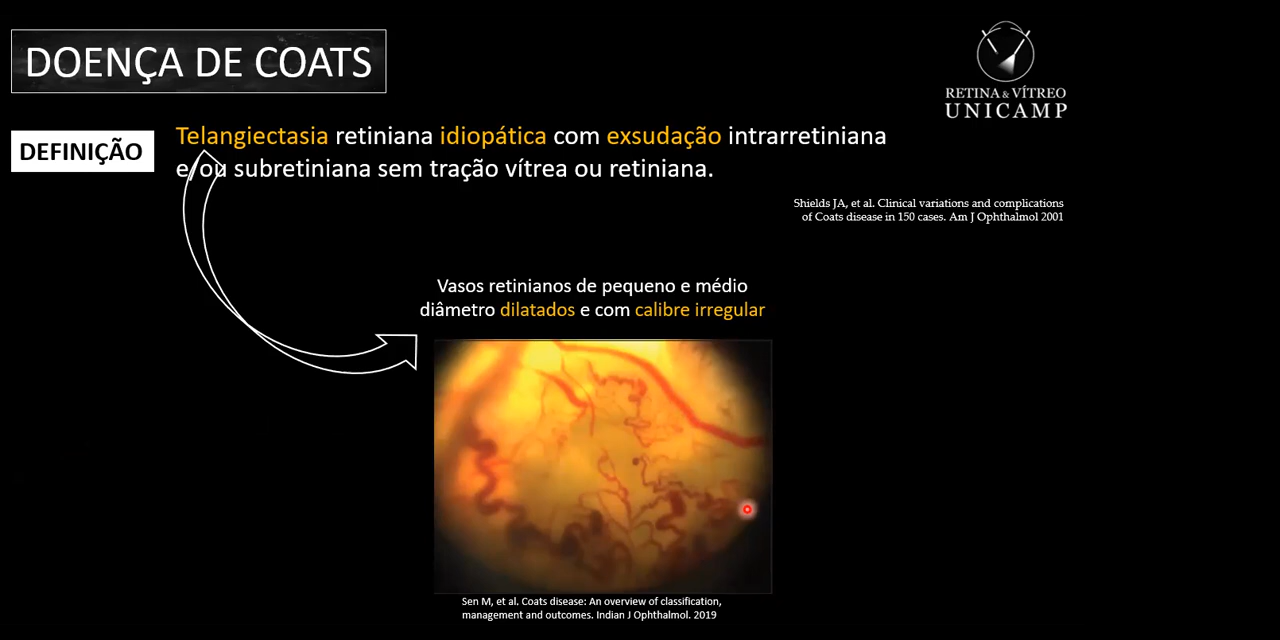 DOENÇA DE COATS
RETINA & VÍTREO
UNICAMP
DEFINIÇÃO
Telangiectasia retiniana idiopática com exsudação intrarretiniana
e/ou subretiniana sem tração vítrea ou retiniana.
Shields JA, et al. Clinical variations and complications
of Coats disease in 150 cases. Am J Ophthalmol 2001
Vasos retinianos de pequeno e médio
diâmetro dilatados e com calibre irregular
Sen M, et al. Coats disease: An overview of classification,
management and outcomes. Indian J Ophthalmol. 2019